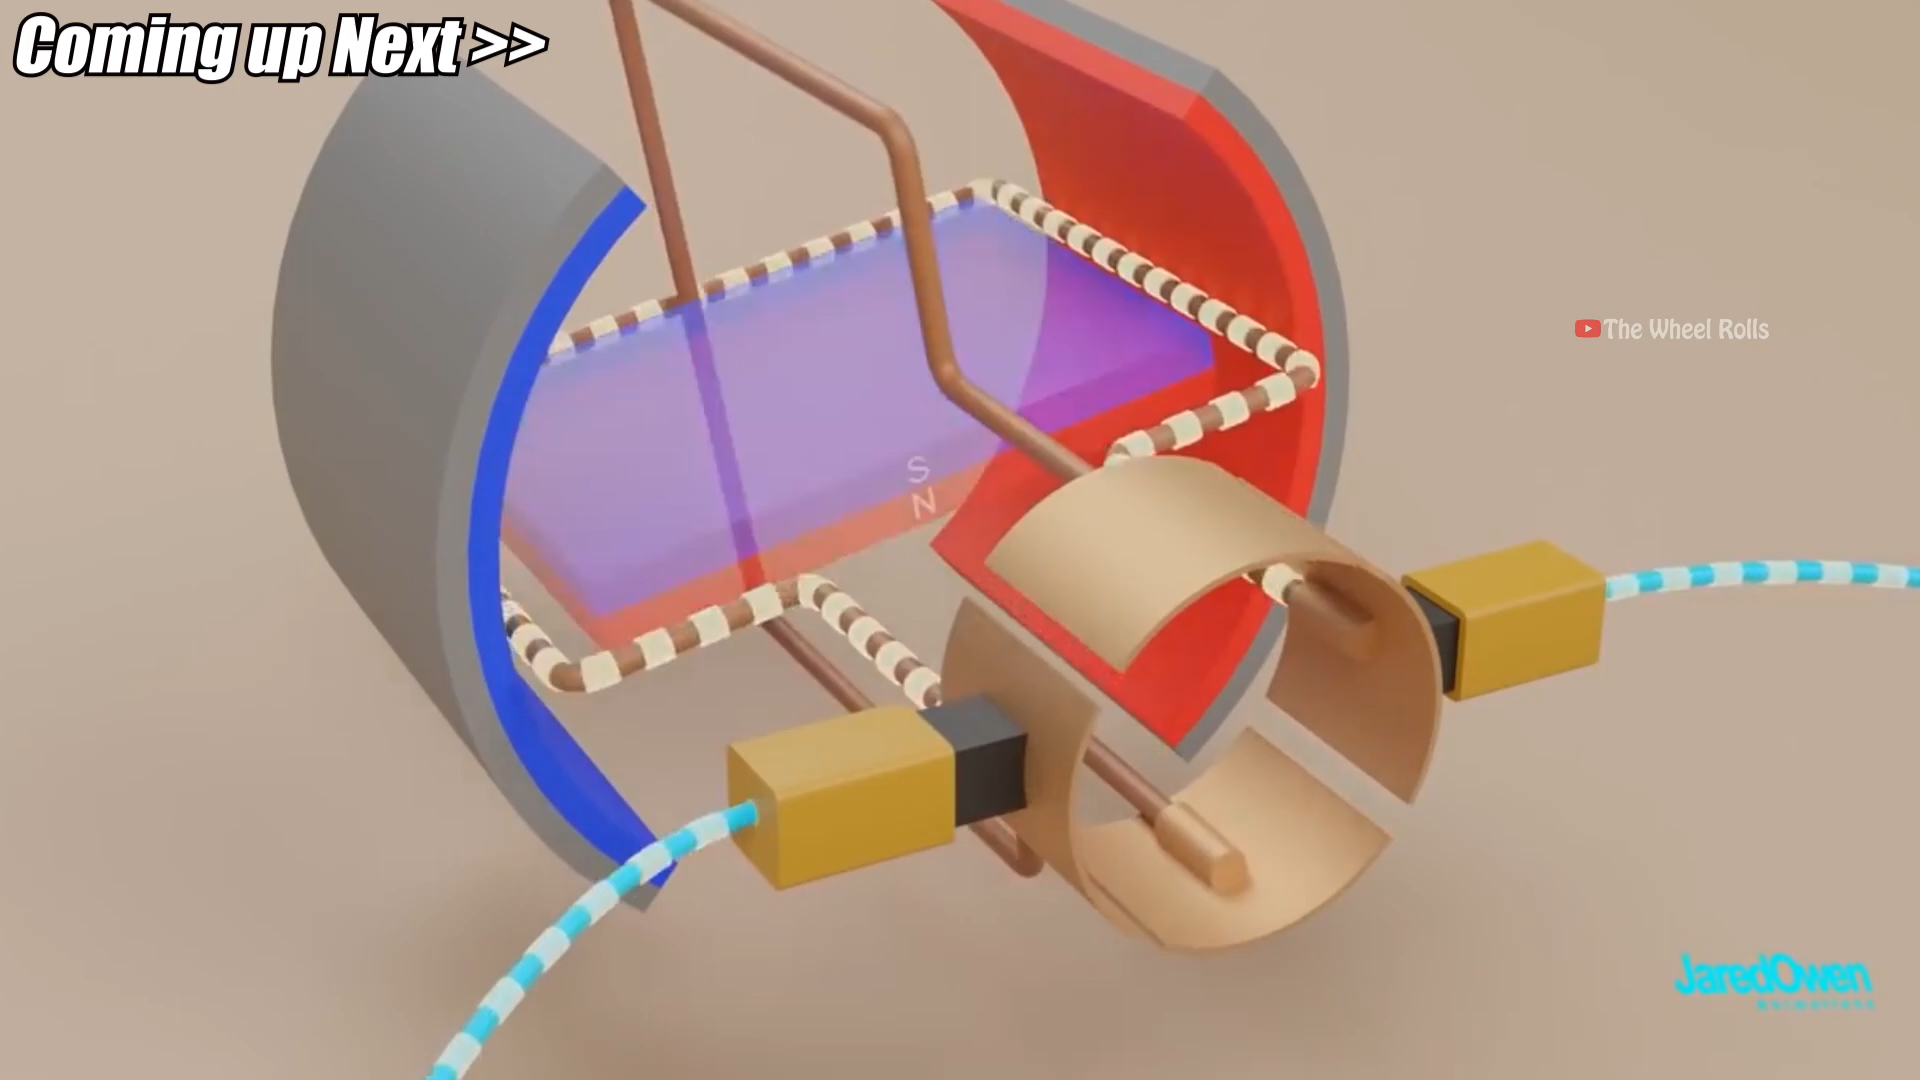 Coming up Next >>
The Wheel Rolls
S
N
JaredOwen